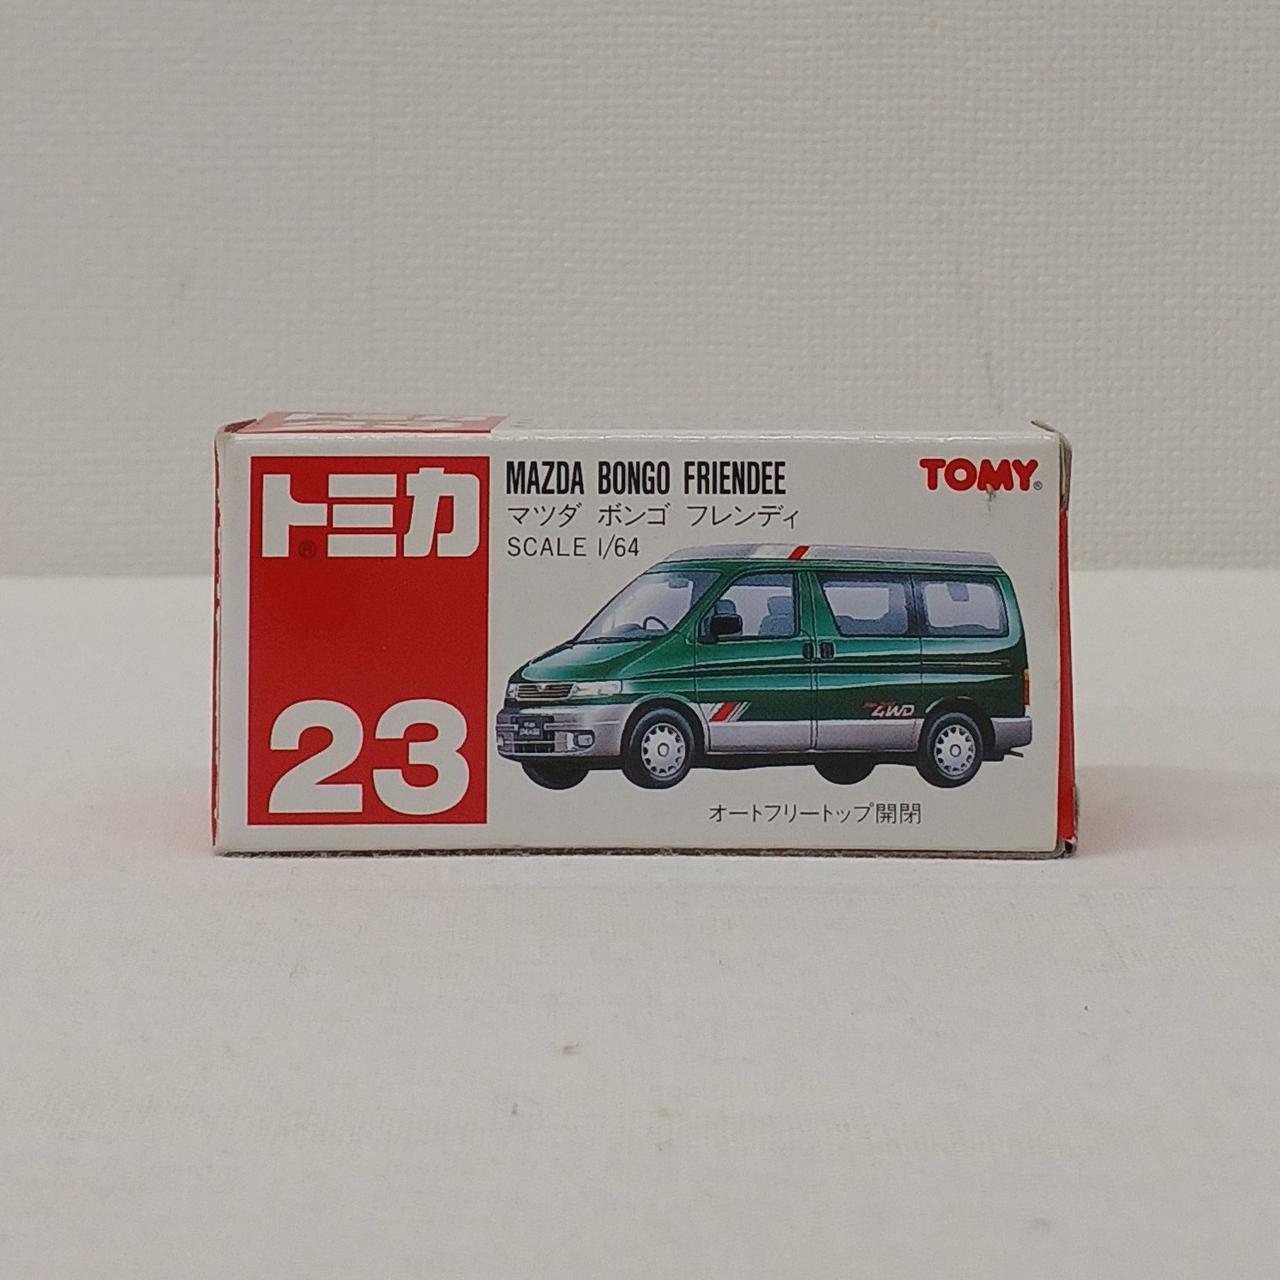 トミカ
®
23
MAZDA BONGO FRIENDEE
マツダ ボンゴ フレンディ
SCALE 1/64
TOMY®
4WD
オートフリートップ開閉